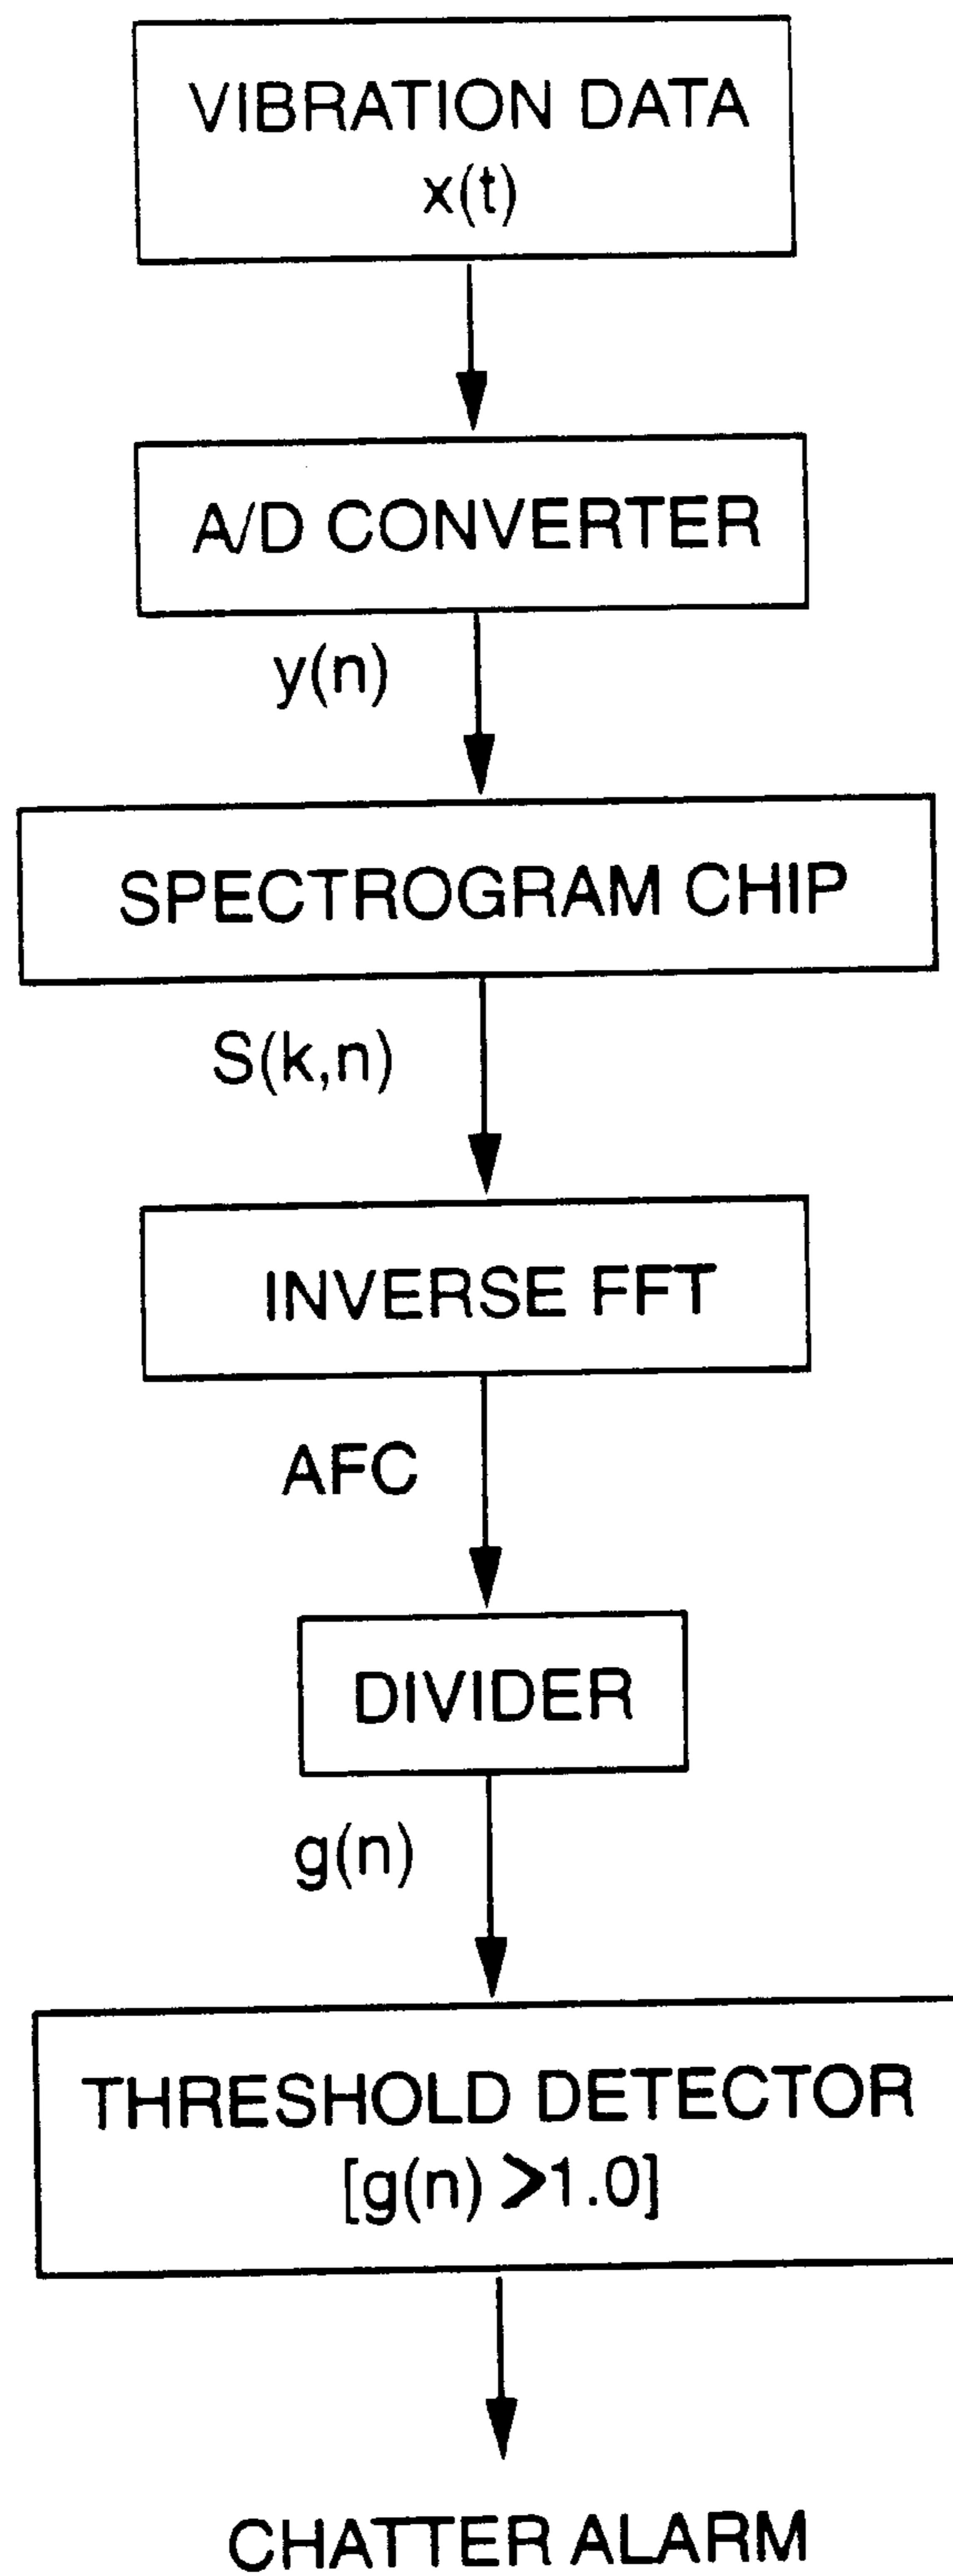 VIBRATION DATA
x(t)
A/D CONVERTER
y(n)
SPECTROGRAM CHIP
S(k,n)
INVERSE FFT
AFC
DIVIDER
g(n)
THRESHOLD DETECTOR
[g(n) >1.0]
CHATTER ALARM